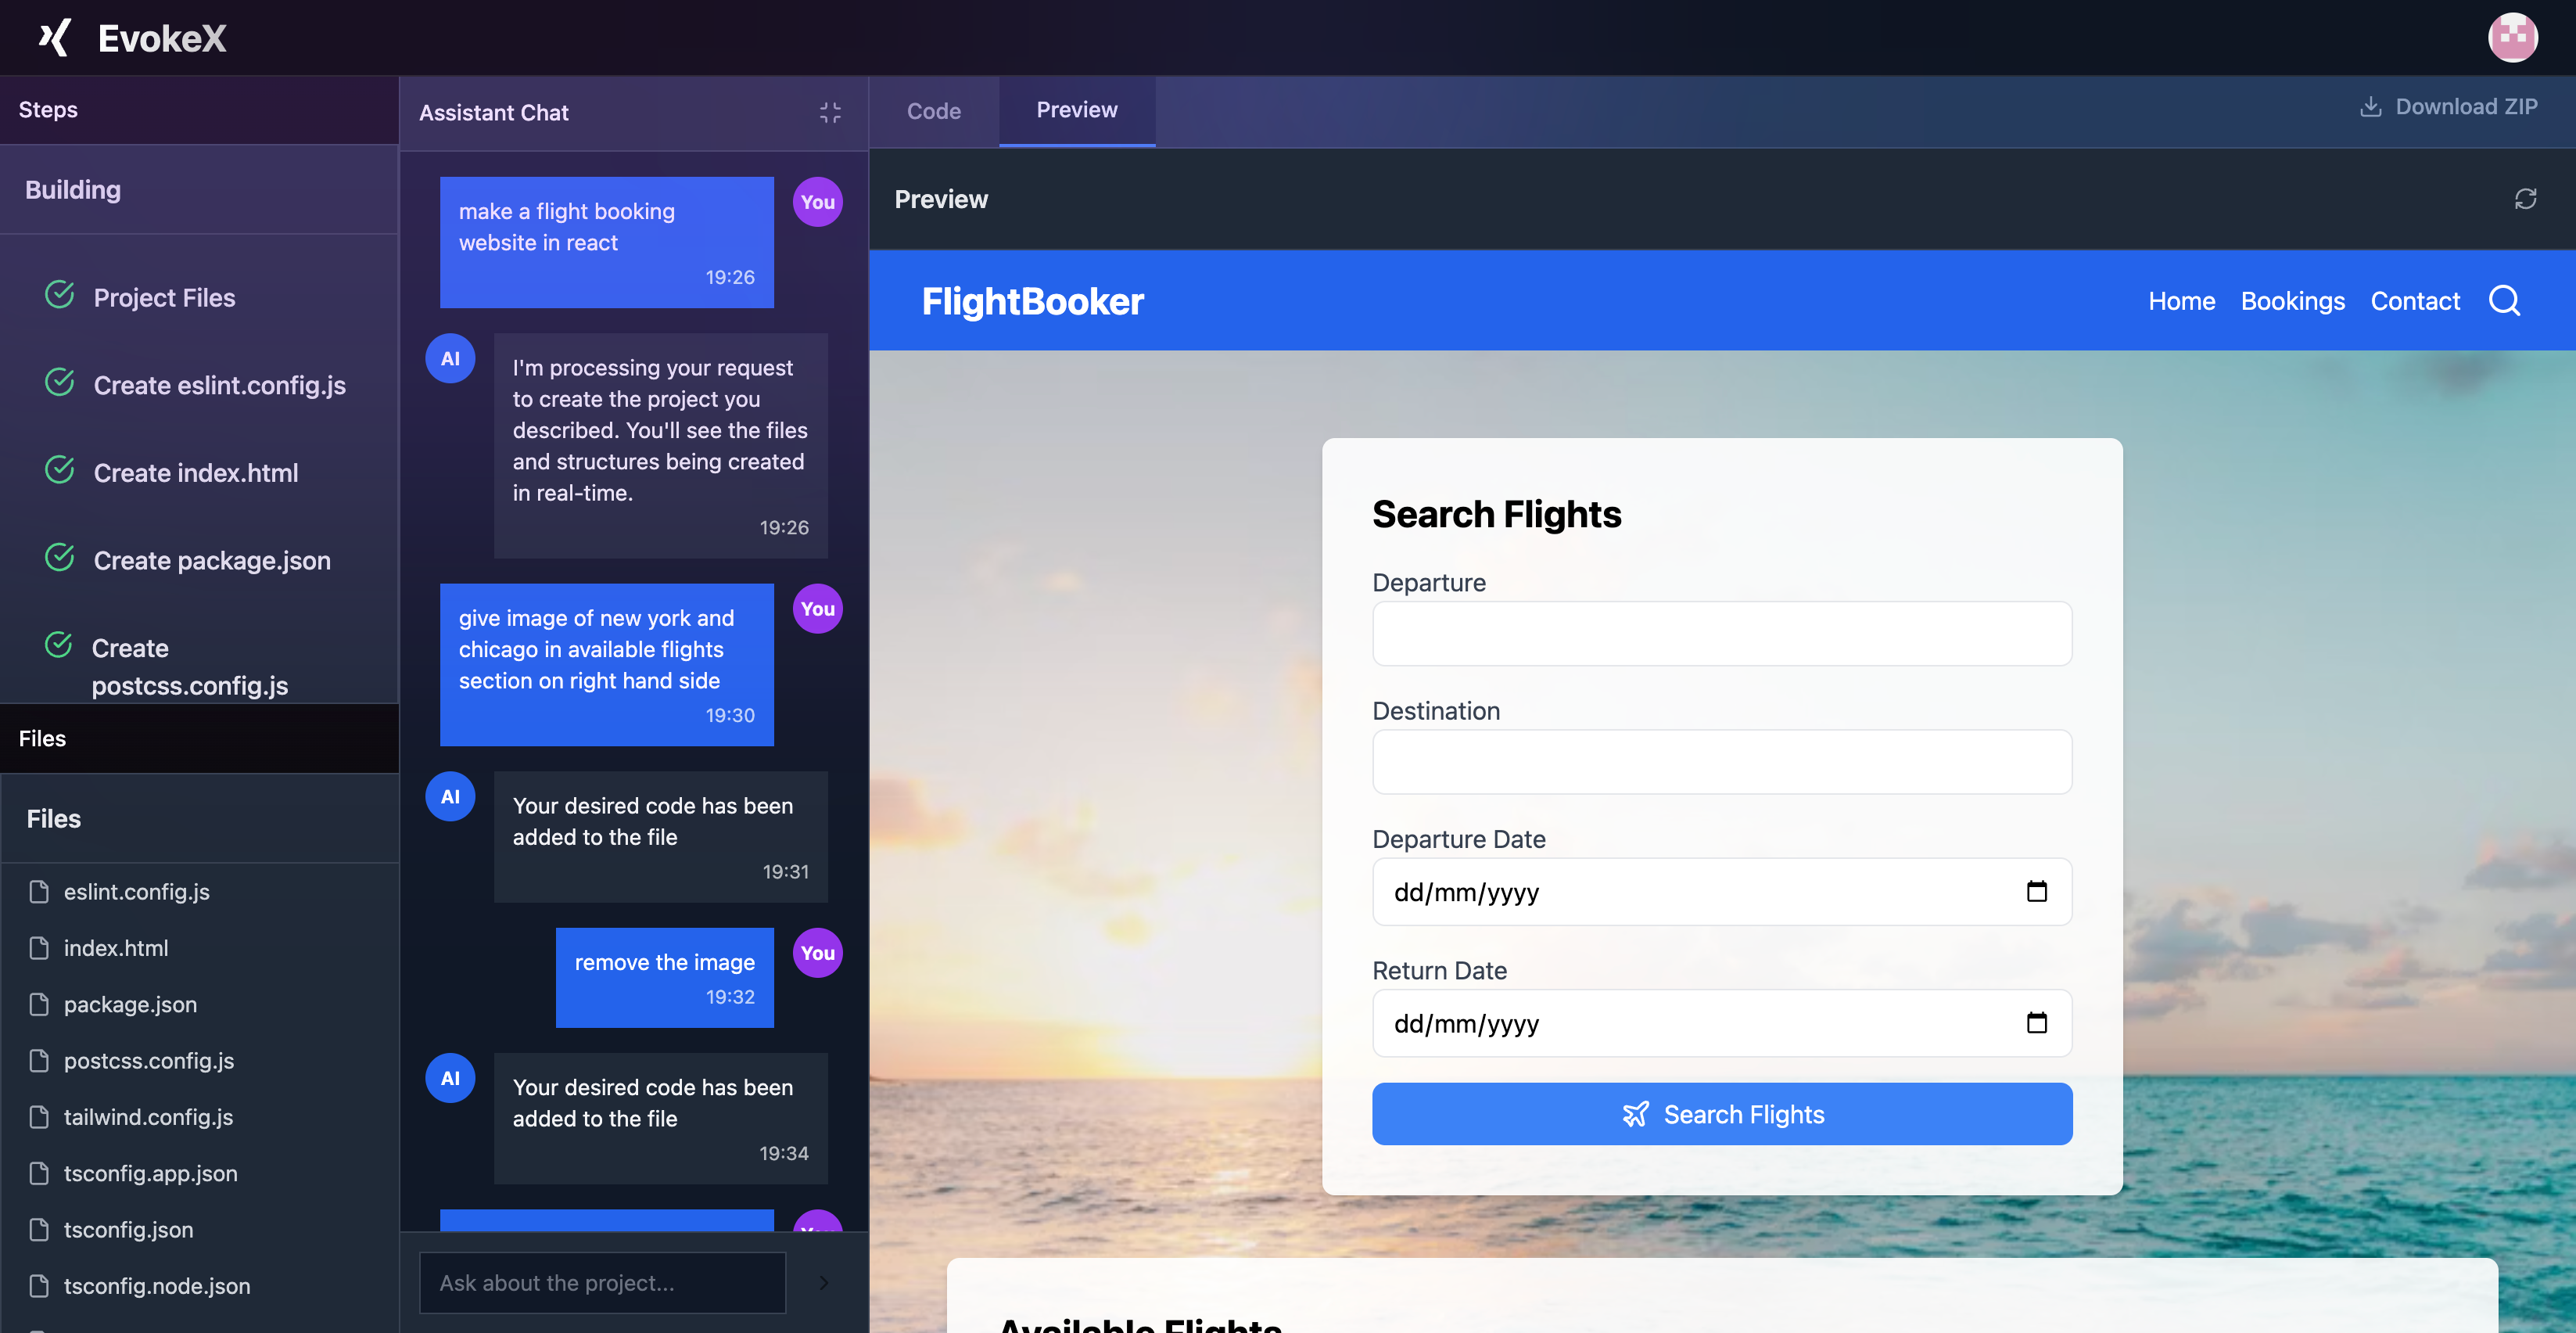 EvokeX
Steps
Building
Project Files
Create eslint.config.js
Create index.html
Create package.json
Create
postcss.config.js
Files
Files
eslint.config.js
index.html
package.json
postcss.config.js
tailwind.config.js
tsconfig.app.json
tsconfig.json
tsconfig.node.json
Assistant Chat
You
make a flight booking
website in react
19:26
AI
I'm processing your request
to create the project you
described. You'll see the files
and structures being created
in real-time.
19:26
You
give image of new york and
chicago in available flights
section on right hand side
19:30
AI
Your desired code has been
added to the file
19:31
You
remove the image
19:32
AI
Your desired code has been
added to the file
19:34
You
Ask about the project...
Code
Preview
Download ZIP
Preview
FlightBooker
Home
Bookings
Contact
Search Flights
Departure
Destination
Departure Date
dd/mm/yyyy
Return Date
dd/mm/yyyy
Search Flights
Available Flights